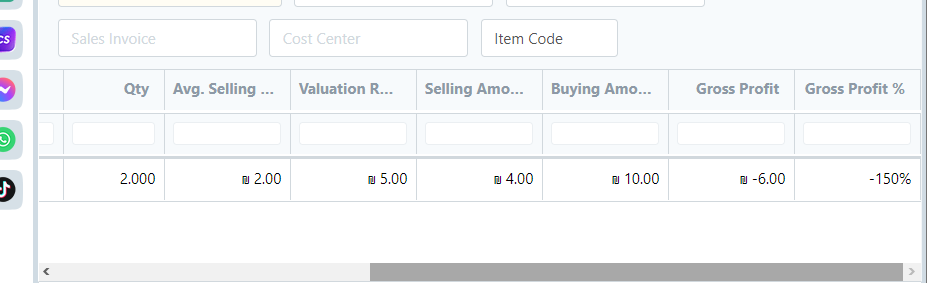 Sales Invoice Cost Center Item Code
Qty Avg. Selling ... Valuation R... Selling Amo... Buying Amo... Gross Profit Gross Profit %
2.000 ₪ 2.00 ₪ 5.00 ₪ 4.00 ₪ 10.00 ₪ -6.00 -150%